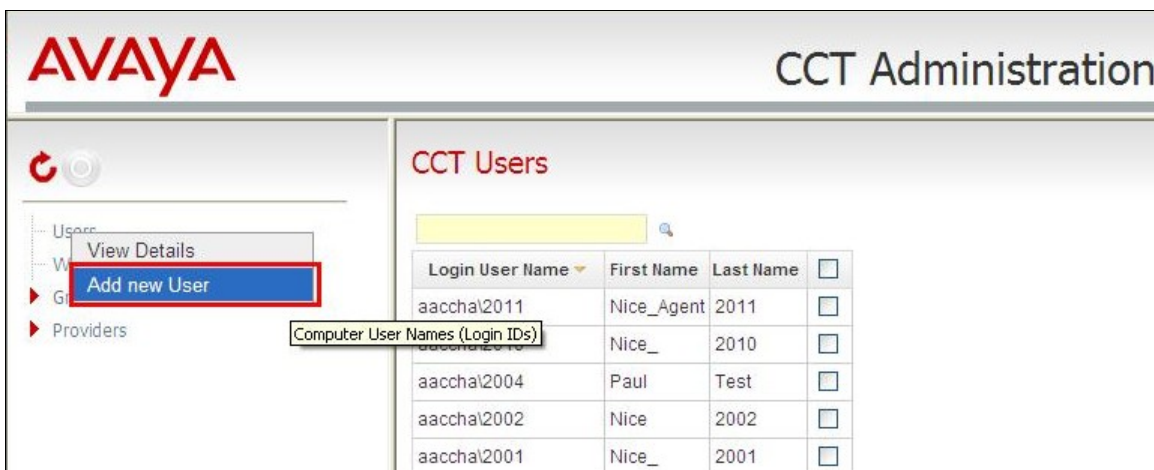 AVAYA
CCT Administration
CCT Users
Users
View Details
Add new User
Providers
Computer User Names (Login IDs)
Login User Name First Name Last Name
aaccha\2011 Nice_Agent 2011
Nice_ 2010
aaccha\2004 Paul Test
aaccha\2002 Nice 2002
aaccha\2001 Nice_ 2001